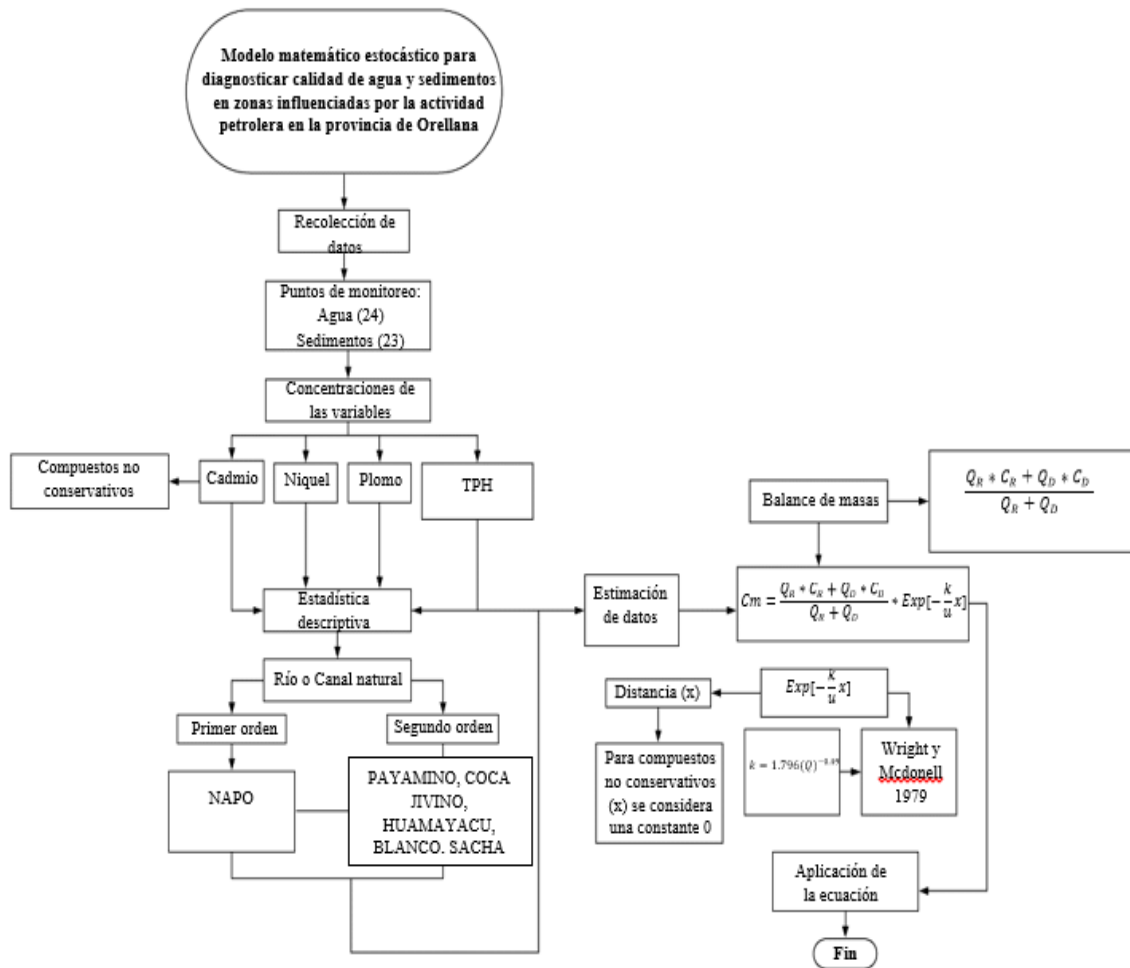 Modelo matemático estocástico para
diagnosticar calidad de agua y sedimentos
en zonas influenciadas por la actividad
petrolera en la provincia de Orellana
Recolección de
datos
Puntos de monitoreo:
Agua (24)
Sedimentos (23)
Concentraciones de
las variables
Compuestos no
conservativos
Cadmio
Niquel
Plomo
TPH
Balance de masas
\frac{Q_R * C_R + Q_D * C_D}{Q_R + Q_D}
Estadística
descriptiva
Estimación
de datos
Cm = \frac{Q_R * C_R + Q_D * C_D}{Q_R + Q_D} * Exp[-\frac{k}{u}x]
Río o Canal natural
Primer orden
Segundo orden
NAPO
PAYAMINO, COCA
JIVINO,
HUAMAYACU,
BLANCO. SACHA
Distancia (x)
Exp[-\frac{k}{u}x]
Para compuestos
no conservativos
(x) se considera
una constante 0
k = 1.796(Q)^{-0.49}
Wright y
Mcdonell
1979
Aplicación de
la ecuación
Fin